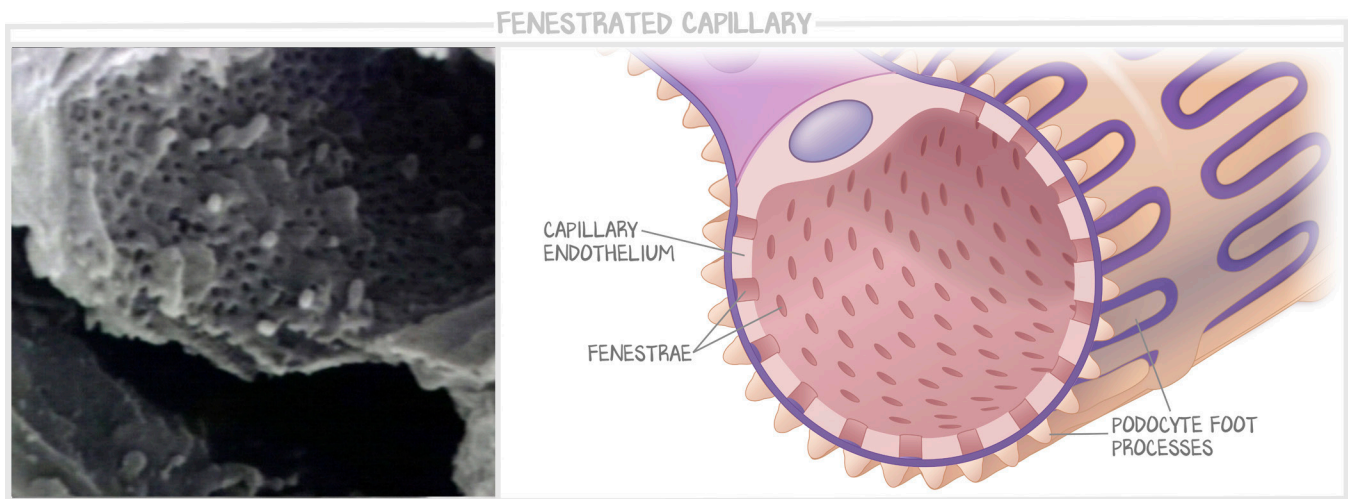 FENESTRATED CAPILLARY
CAPILLARY
ENDOTHELIUM
FENESTRAE
PODOCYTE FOOT
PROCESSES